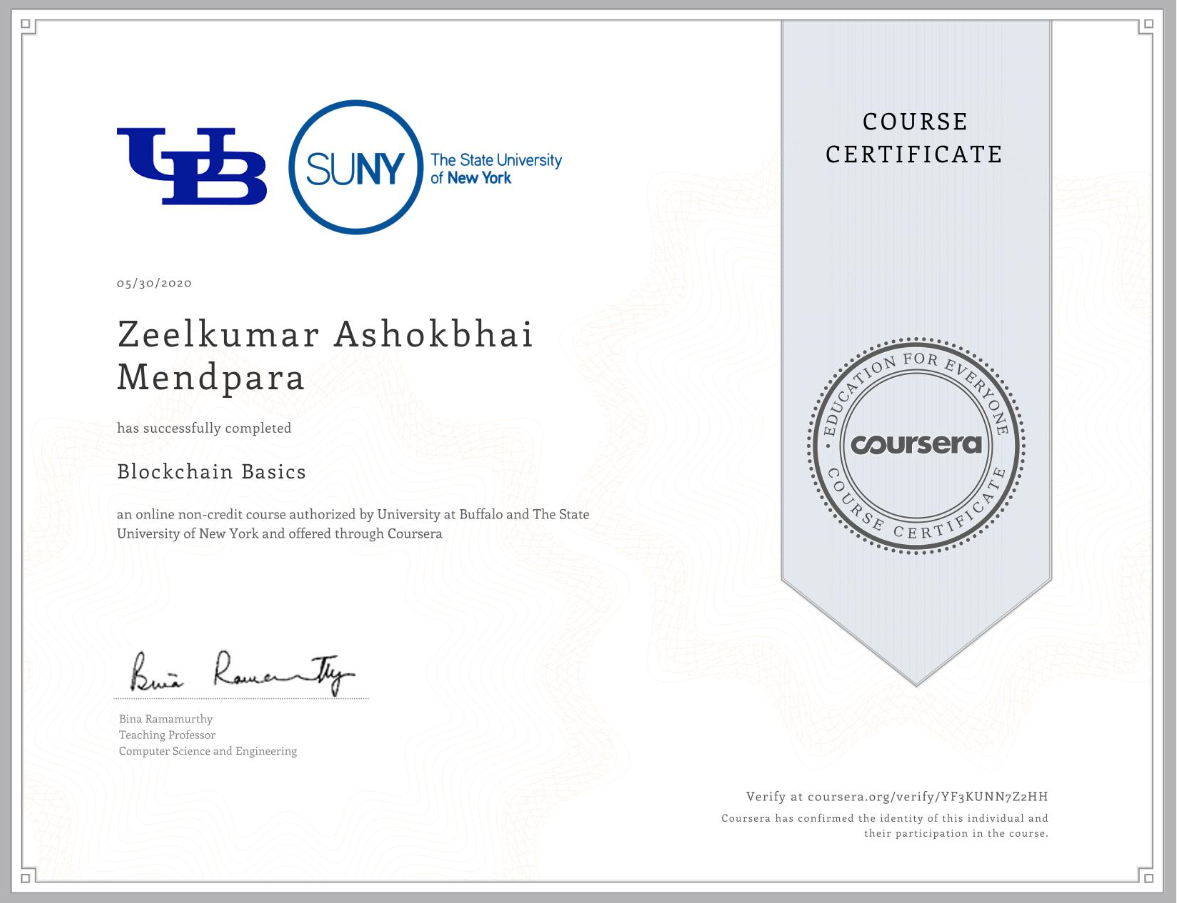 UB
SUNY
The State University
of New York
COURSE
CERTIFICATE
05/30/2020
Zeelkumar Ashokbhai
Mendpara
has successfully completed
Blockchain Basics
an online non-credit course authorized by University at Buffalo and The State
University of New York and offered through Coursera
EDUCATION FOR EVERYONE
coursera
COURSE CERTIFICATE
Bina Ramamurthy
Bina Ramamurthy
Teaching Professor
Computer Science and Engineering
Verify at coursera.org/verify/YF3KUNN7Z2HH
Coursera has confirmed the identity of this individual and
their participation in the course.